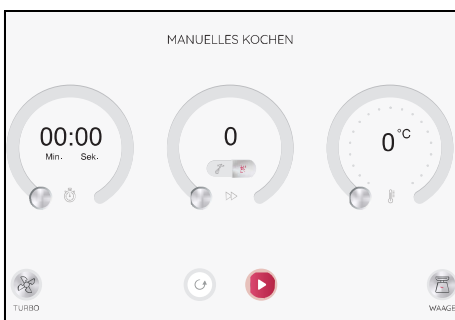 MANUELLES KOCHEN
00:00
Min. Sek.
0
0 °C
TURBO
WAAGE